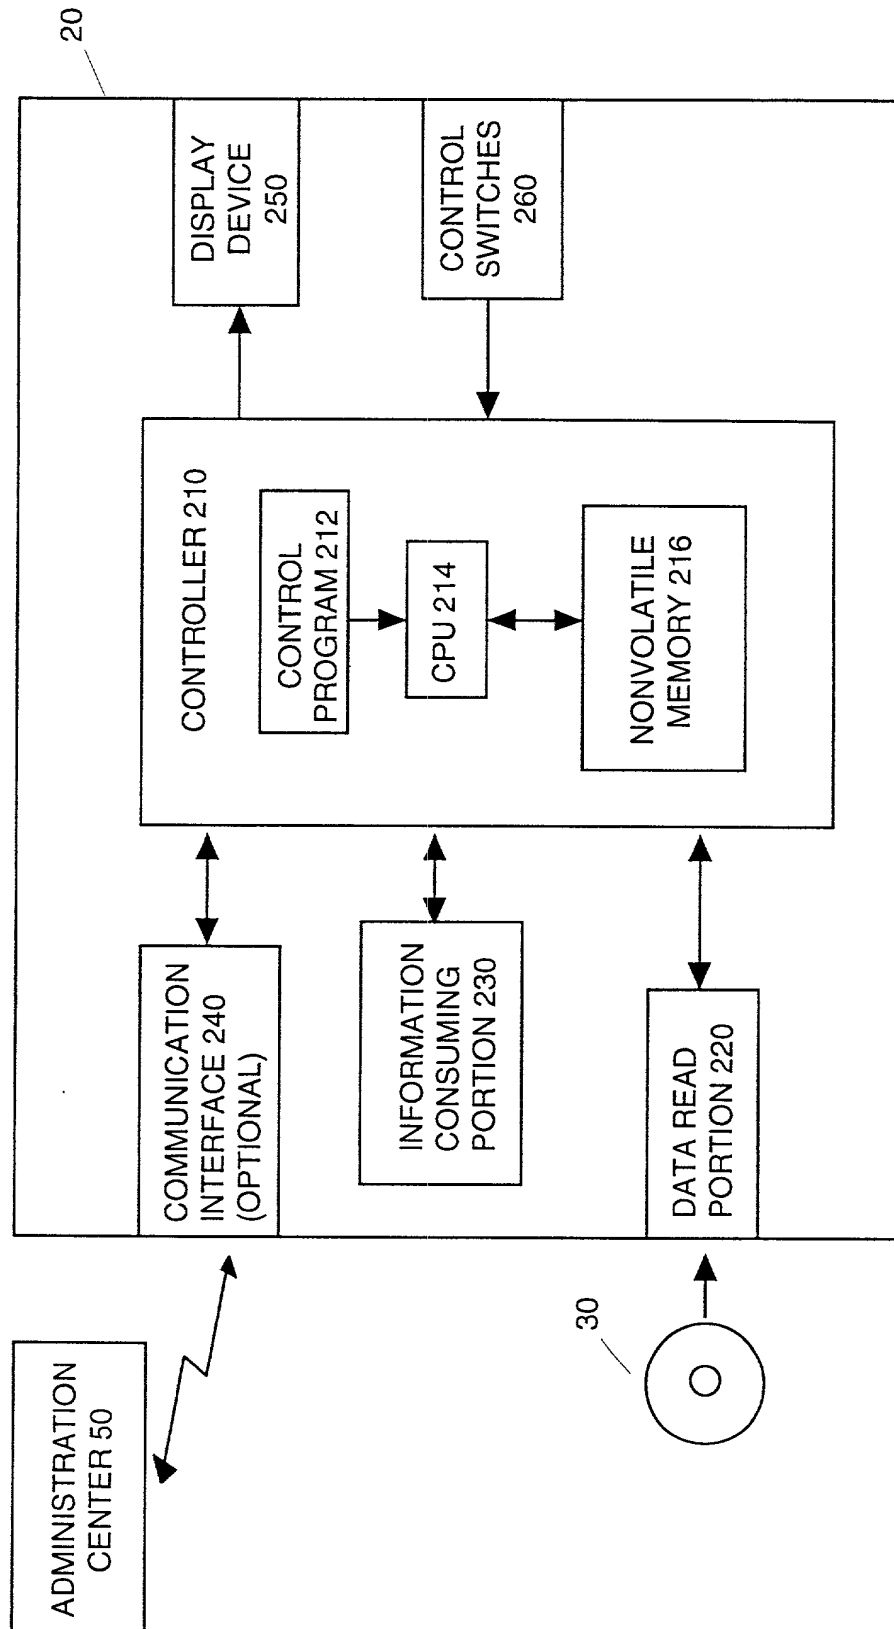 ADMINISTRATION
CENTER 50
30
COMMUNICATION
INTERFACE 240
(OPTIONAL)
INFORMATION
CONSUMING
PORTION 230
DATA READ
PORTION 220
CONTROLLER 210
CONTROL
PROGRAM 212
CPU 214
NONVOLATILE
MEMORY 216
DISPLAY
DEVICE
250
CONTROL
SWITCHES
260
20